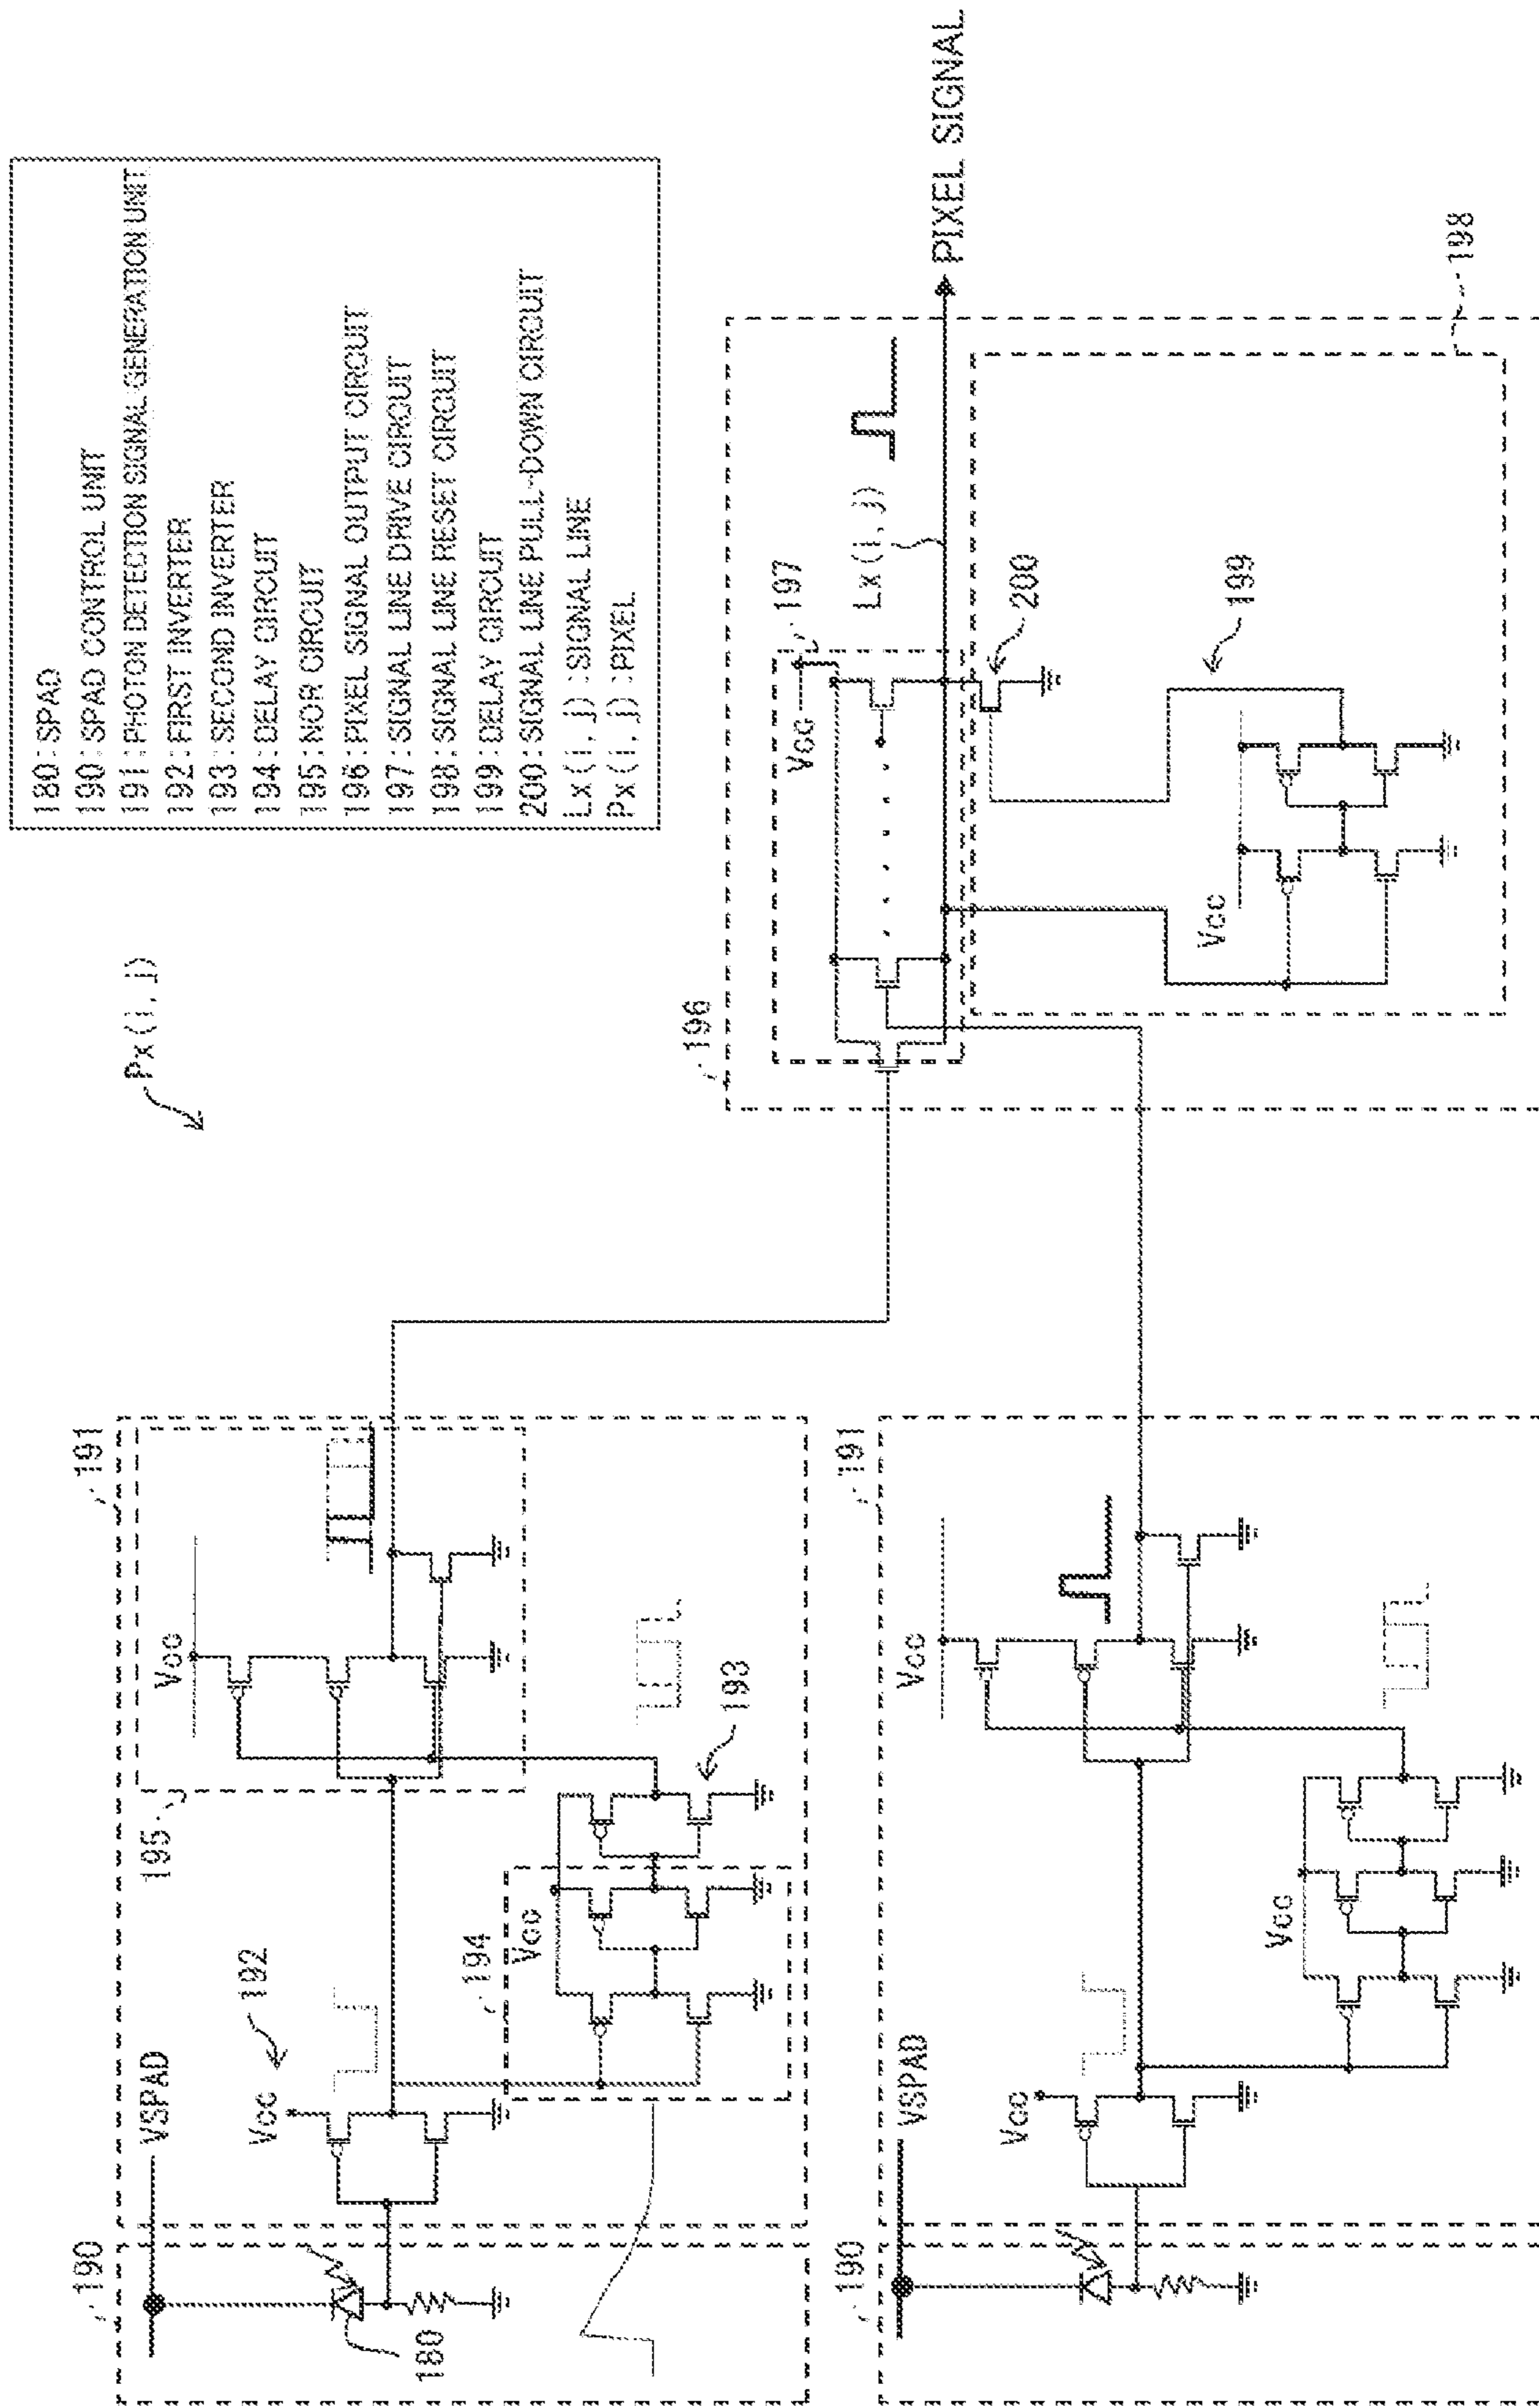 180 : SPAD
190 : SPAD CONTROL UNIT
191 : PHOTON DETECTION SIGNAL GENERATION UNIT
192 : FIRST INVERTER
193 : SECOND INVERTER
194 : DELAY CIRCUIT
195 : NOR CIRCUIT
196 : PIXEL SIGNAL OUTPUT CIRCUIT
197 : SIGNAL LINE DRIVE CIRCUIT
198 : SIGNAL LINE RESET CIRCUIT
199 : DELAY CIRCUIT
200 : SIGNAL LINE PULL-DOWN CIRCUIT
Lx(i, j) : SIGNAL LINE
Px(i, j) : PIXEL
Px(i, j)
190
VSPAD
180
Vcc
192
191
195
Vcc
194
Vcc
193
190
VSPAD
Vcc
191
Vcc
Vcc
196
197
Vcc
Lx(i, j)
PIXEL SIGNAL
200
199
Vcc
198